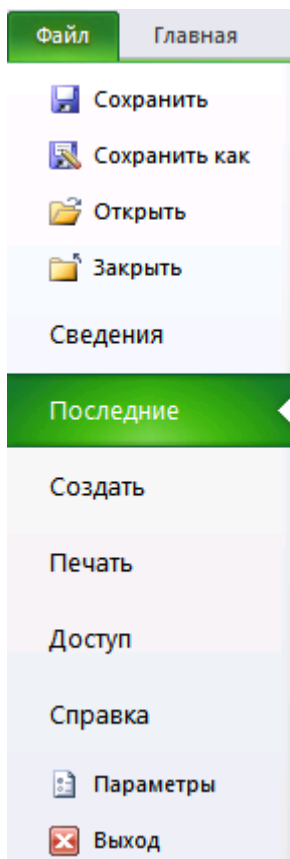 Файл Главная
Сохранить
Сохранить как
Открыть
Закрыть
Сведения
Последние
Создать
Печать
Доступ
Справка
Параметры
Выход